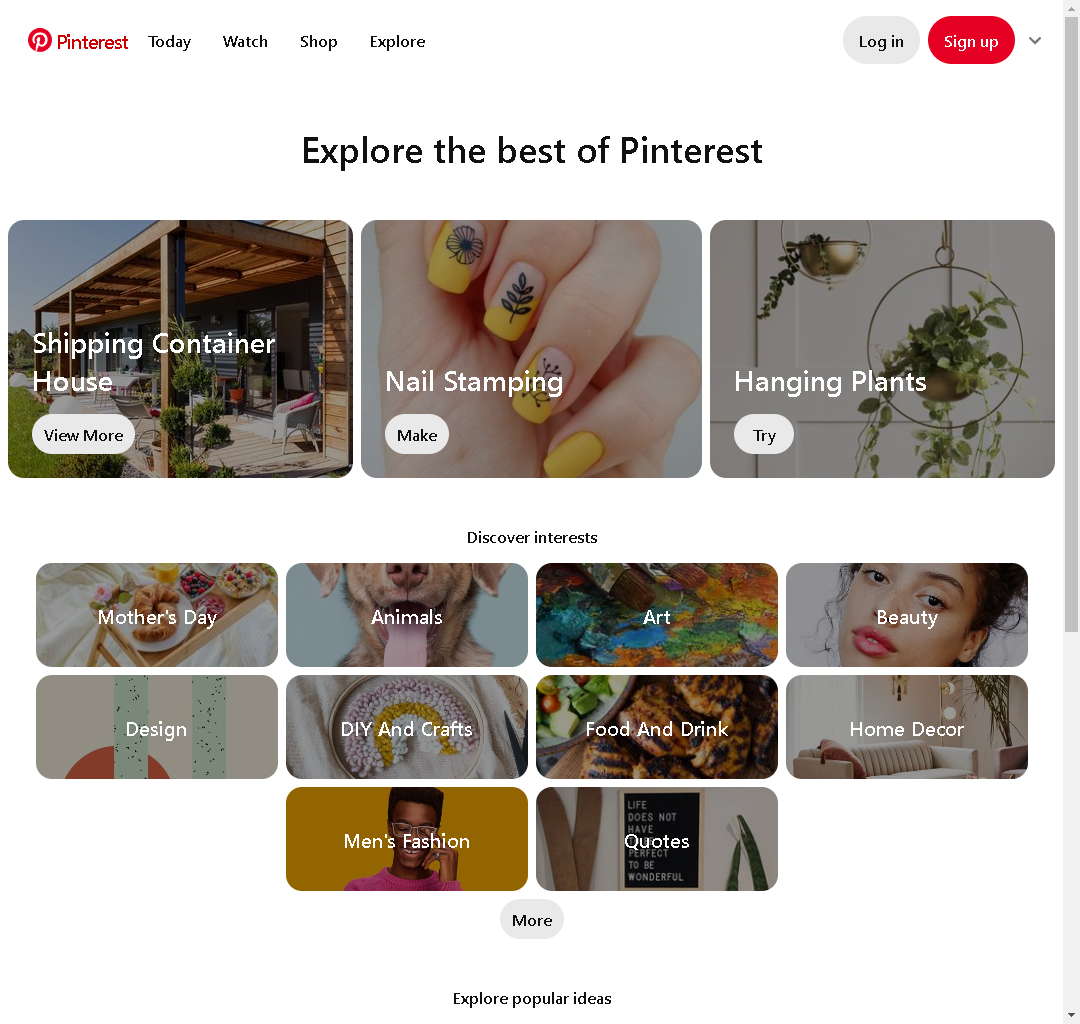 Pinterest
Today
Watch
Shop
Explore
Log in
Sign up
Explore the best of Pinterest
Shipping Container
House
View More
Nail Stamping
Make
Hanging Plants
Try
Discover interests
Mother's Day
Animals
Art
Beauty
Design
DIY And Crafts
Food And Drink
Home Decor
Men's Fashion
LIFE
DOES NOT
HAVE
Quotes
PERFECT
TO BE
WONDERFUL
More
Explore popular ideas